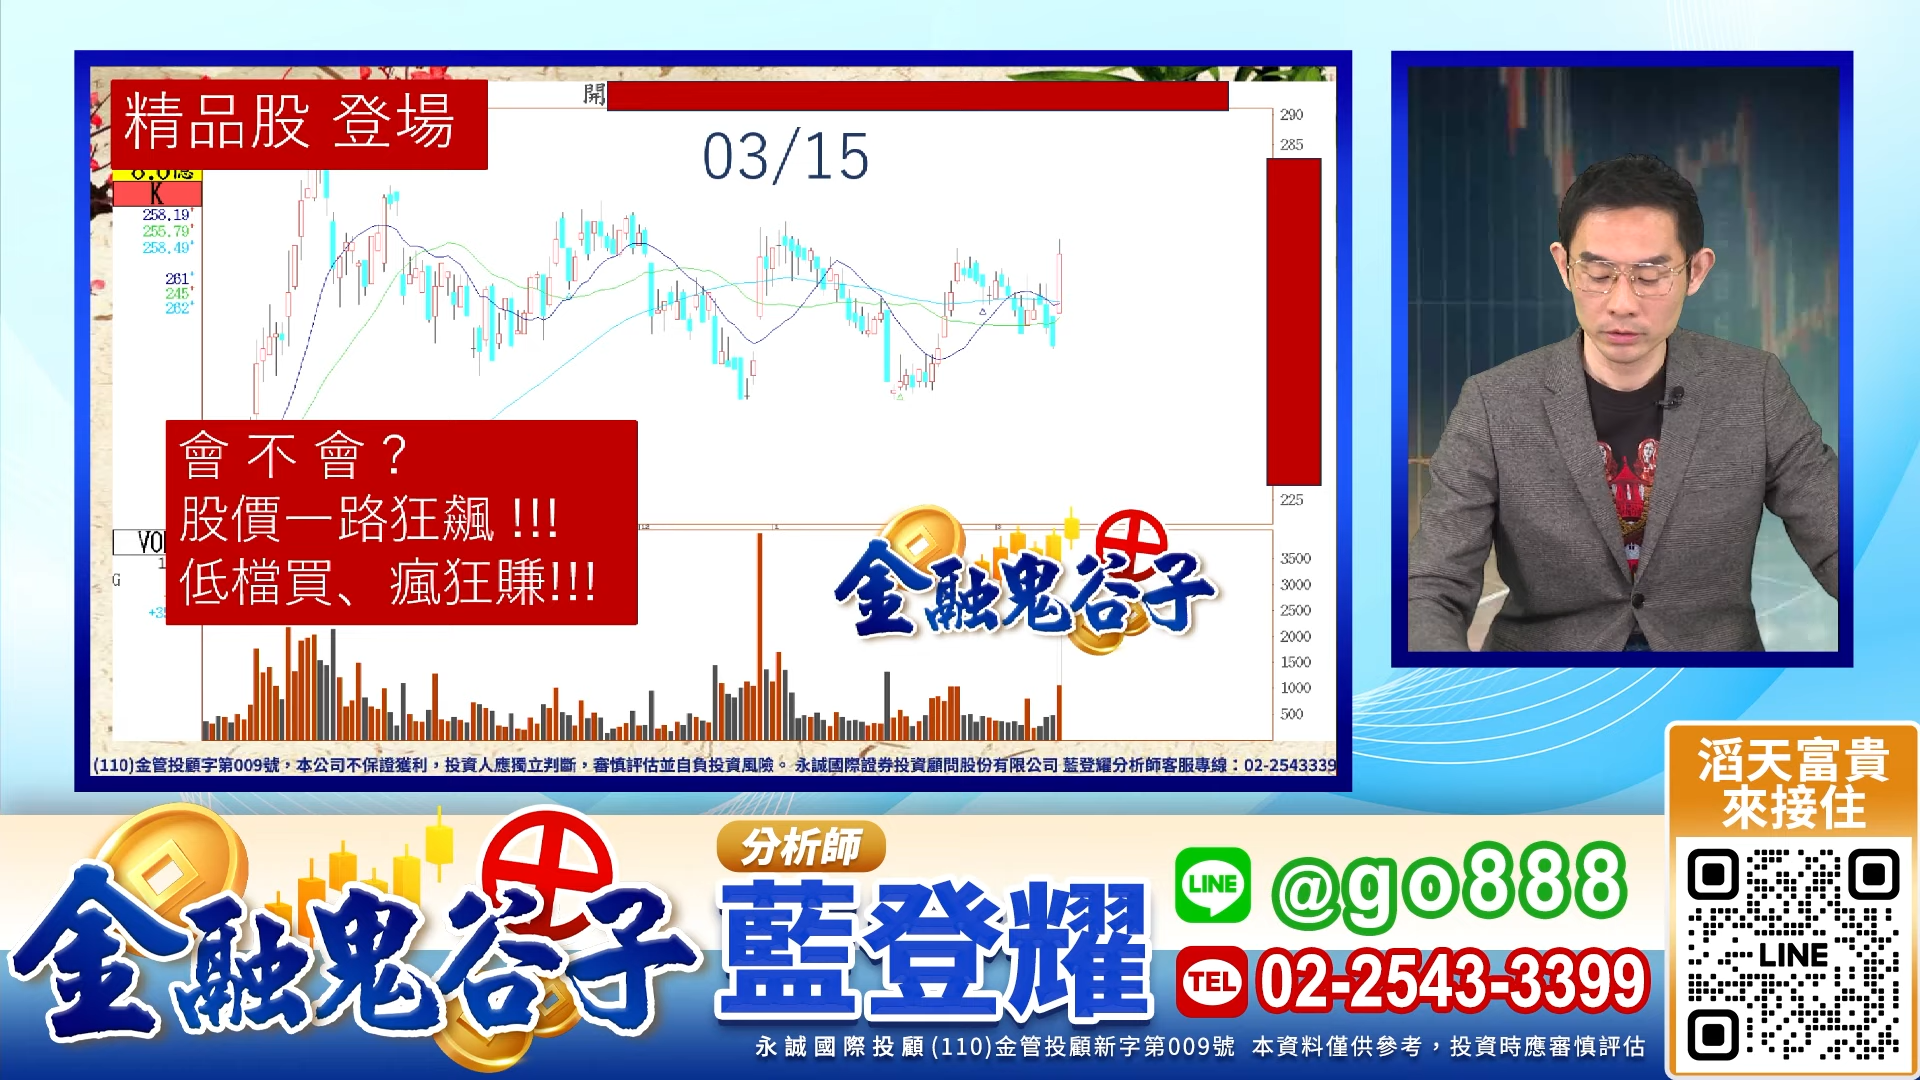 精品股 登場
開
03/15
290
285
225
K
258.19
255.79
258.49
261
245
262
會 不 會 ?
股價一路狂飆 !!!
低檔買、瘋狂賺!!!
12
1
3
VO
G
3500
3000
2500
2000
1500
1000
500
金融鬼谷子
(110)金管投顧字第009號，本公司不保證獲利，投資人應獨立判斷，審慎評估並自負投資風險。 永誠國際證券投資顧問股份有限公司 藍登耀分析師客服專線：02-2543339
滔天富貴
來接住
LINE
金融鬼谷子
分析師
藍登耀
LINE @go888
TEL 02-2543-3399
永誠國際投顧(110)金管投顧新字第009號 本資料僅供參考，投資時應審慎評估